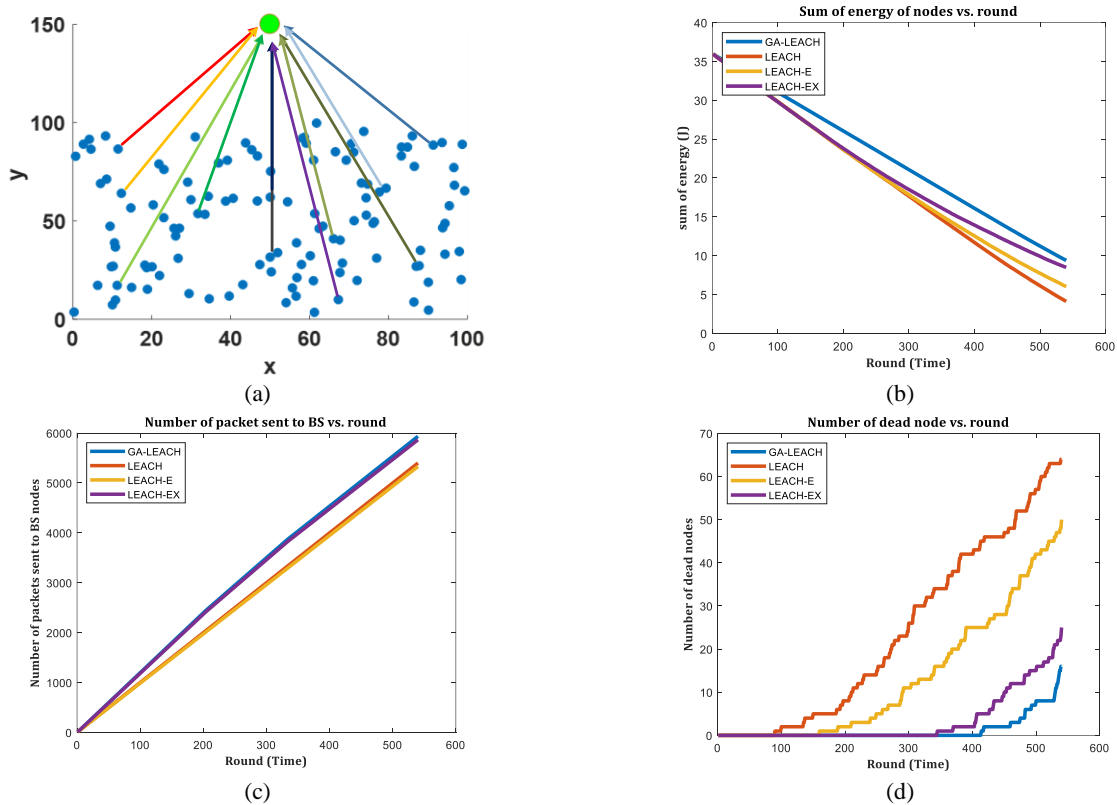 150
100
50
0
y
0 20 40 60 80 100
x
(a)
Sum of energy of nodes vs. round
GA-LEACH
LEACH
LEACH-E
LEACH-EX
40
35
30
25
20
15
10
5
0
sum of energy (J)
0 100 200 300 400 500 600
Round (Time)
(b)
Number of packet sent to BS vs. round
GA-LEACH
LEACH
LEACH-E
LEACH-EX
6000
5000
4000
3000
2000
1000
0
Number of packets sent to BS nodes
0 100 200 300 400 500 600
Round (Time)
(c)
Number of dead node vs. round
GA-LEACH
LEACH
LEACH-E
LEACH-EX
70
60
50
40
30
20
10
0
Number of dead nodes
0 100 200 300 400 500 600
Round (Time)
(d)